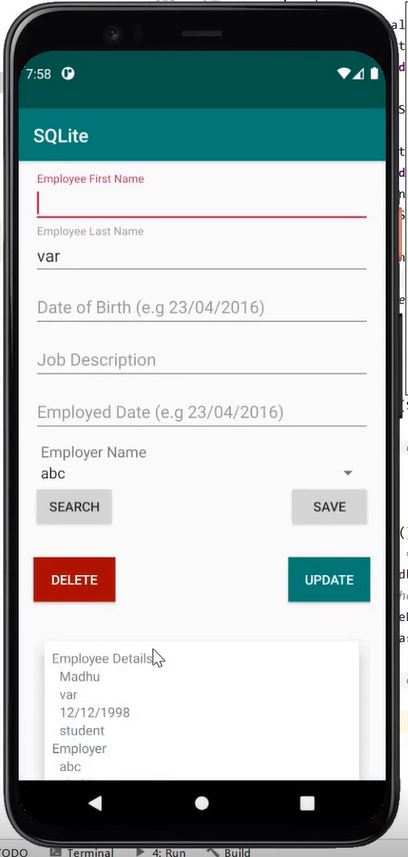 7:58
SQLite
Employee First Name
Employee Last Name
var
Date of Birth (e.g 23/04/2016)
Job Description
Employed Date (e.g 23/04/2016)
Employer Name
abc
SEARCH
SAVE
DELETE
UPDATE
Employee Details
Madhu
var
12/12/1998
student
Employer
abc
TODO
Terminal
4: Run
Build